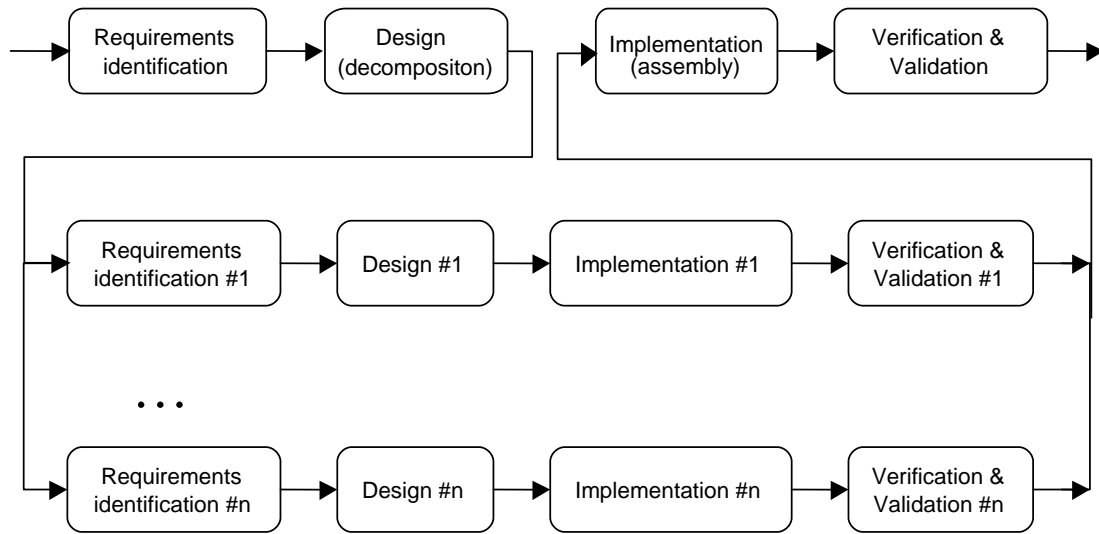 Requirements
identification
Design
(decompositon)
Implementation
(assembly)
Verification &
Validation
Requirements
identification #1
Design #1
Implementation #1
Verification &
Validation #1
. . .
Requirements
identification #n
Design #n
Implementation #n
Verification &
Validation #n